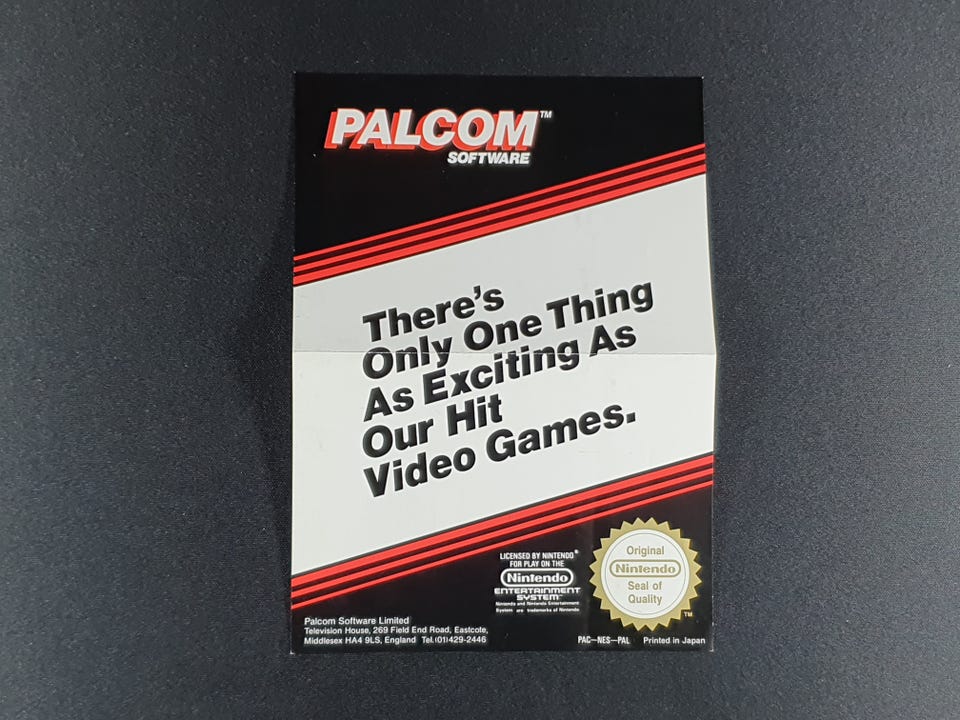 PALCOM™
SOFTWARE
There's
Only One Thing
As Exciting As
Our Hit
Video Games.
LICENSED BY NINTENDO®
FOR PLAY ON THE
Nintendo
ENTERTAINMENT
SYSTEM™
Nintendo and Nintendo Entertainment
System are trademarks of Nintendo
Original
Nintendo
Seal of
Quality
TM
Palcom Software Limited
Television House, 269 Field End Road, Eastcote,
Middlesex HA4 9LS, England Tel.(01)429-2446
PAC–NES–PAL Printed in Japan